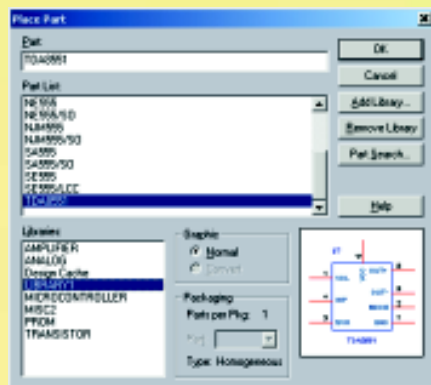 Place Part
Part:
TDA8551
OK
Cancel
Part List:
NE555
NE555/SO
NJM555
NJM555/SO
SA555
SA555/SO
SE555
SE555/LCC
TDA8551
Add Library...
Remove Library
Part Search...
Help
Libraries:
AMPLIFIER
ANALOG
Design Cache
LIBRARY1
MICROCONTROLLER
MISC2
PROM
TRANSISTOR
Graphic
Normal
Convert
Packaging
Parts per Pkg: 1
Part:
Type: Homogeneous
TDA8551